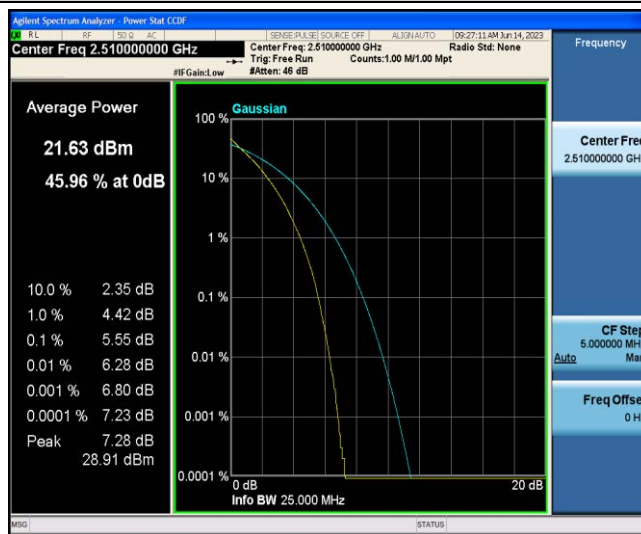 Agilent Spectrum Analyzer - Power Stat CCDF
RL RF 50 Ω AC SENSE:PULSE SOURCE OFF ALIGN AUTO 09:27:11 AM Jun 14, 2023
Center Freq 2.510000000 GHz
Center Freq: 2.510000000 GHz Radio Std: None
Trig: Free Run Counts:1.00 M/1.00 Mpt
#IFGain:Low #Atten: 46 dB
Frequency
Average Power
21.63 dBm
45.96 % at 0dB
10.0 % 2.35 dB
1.0 % 4.42 dB
0.1 % 5.55 dB
0.01 % 6.28 dB
0.001 % 6.80 dB
0.0001 % 7.23 dB
Peak 7.28 dB
28.91 dBm
Gaussian
100 %
10 %
1 %
0.1 %
0.01 %
0.001 %
0.0001 %
0 dB 20 dB
Info BW 25.000 MHz
Center Fre
2.510000000 GH
CF Step
5.000000 MH
Auto Ma
Freq Offse
0 H
MSG STATUS